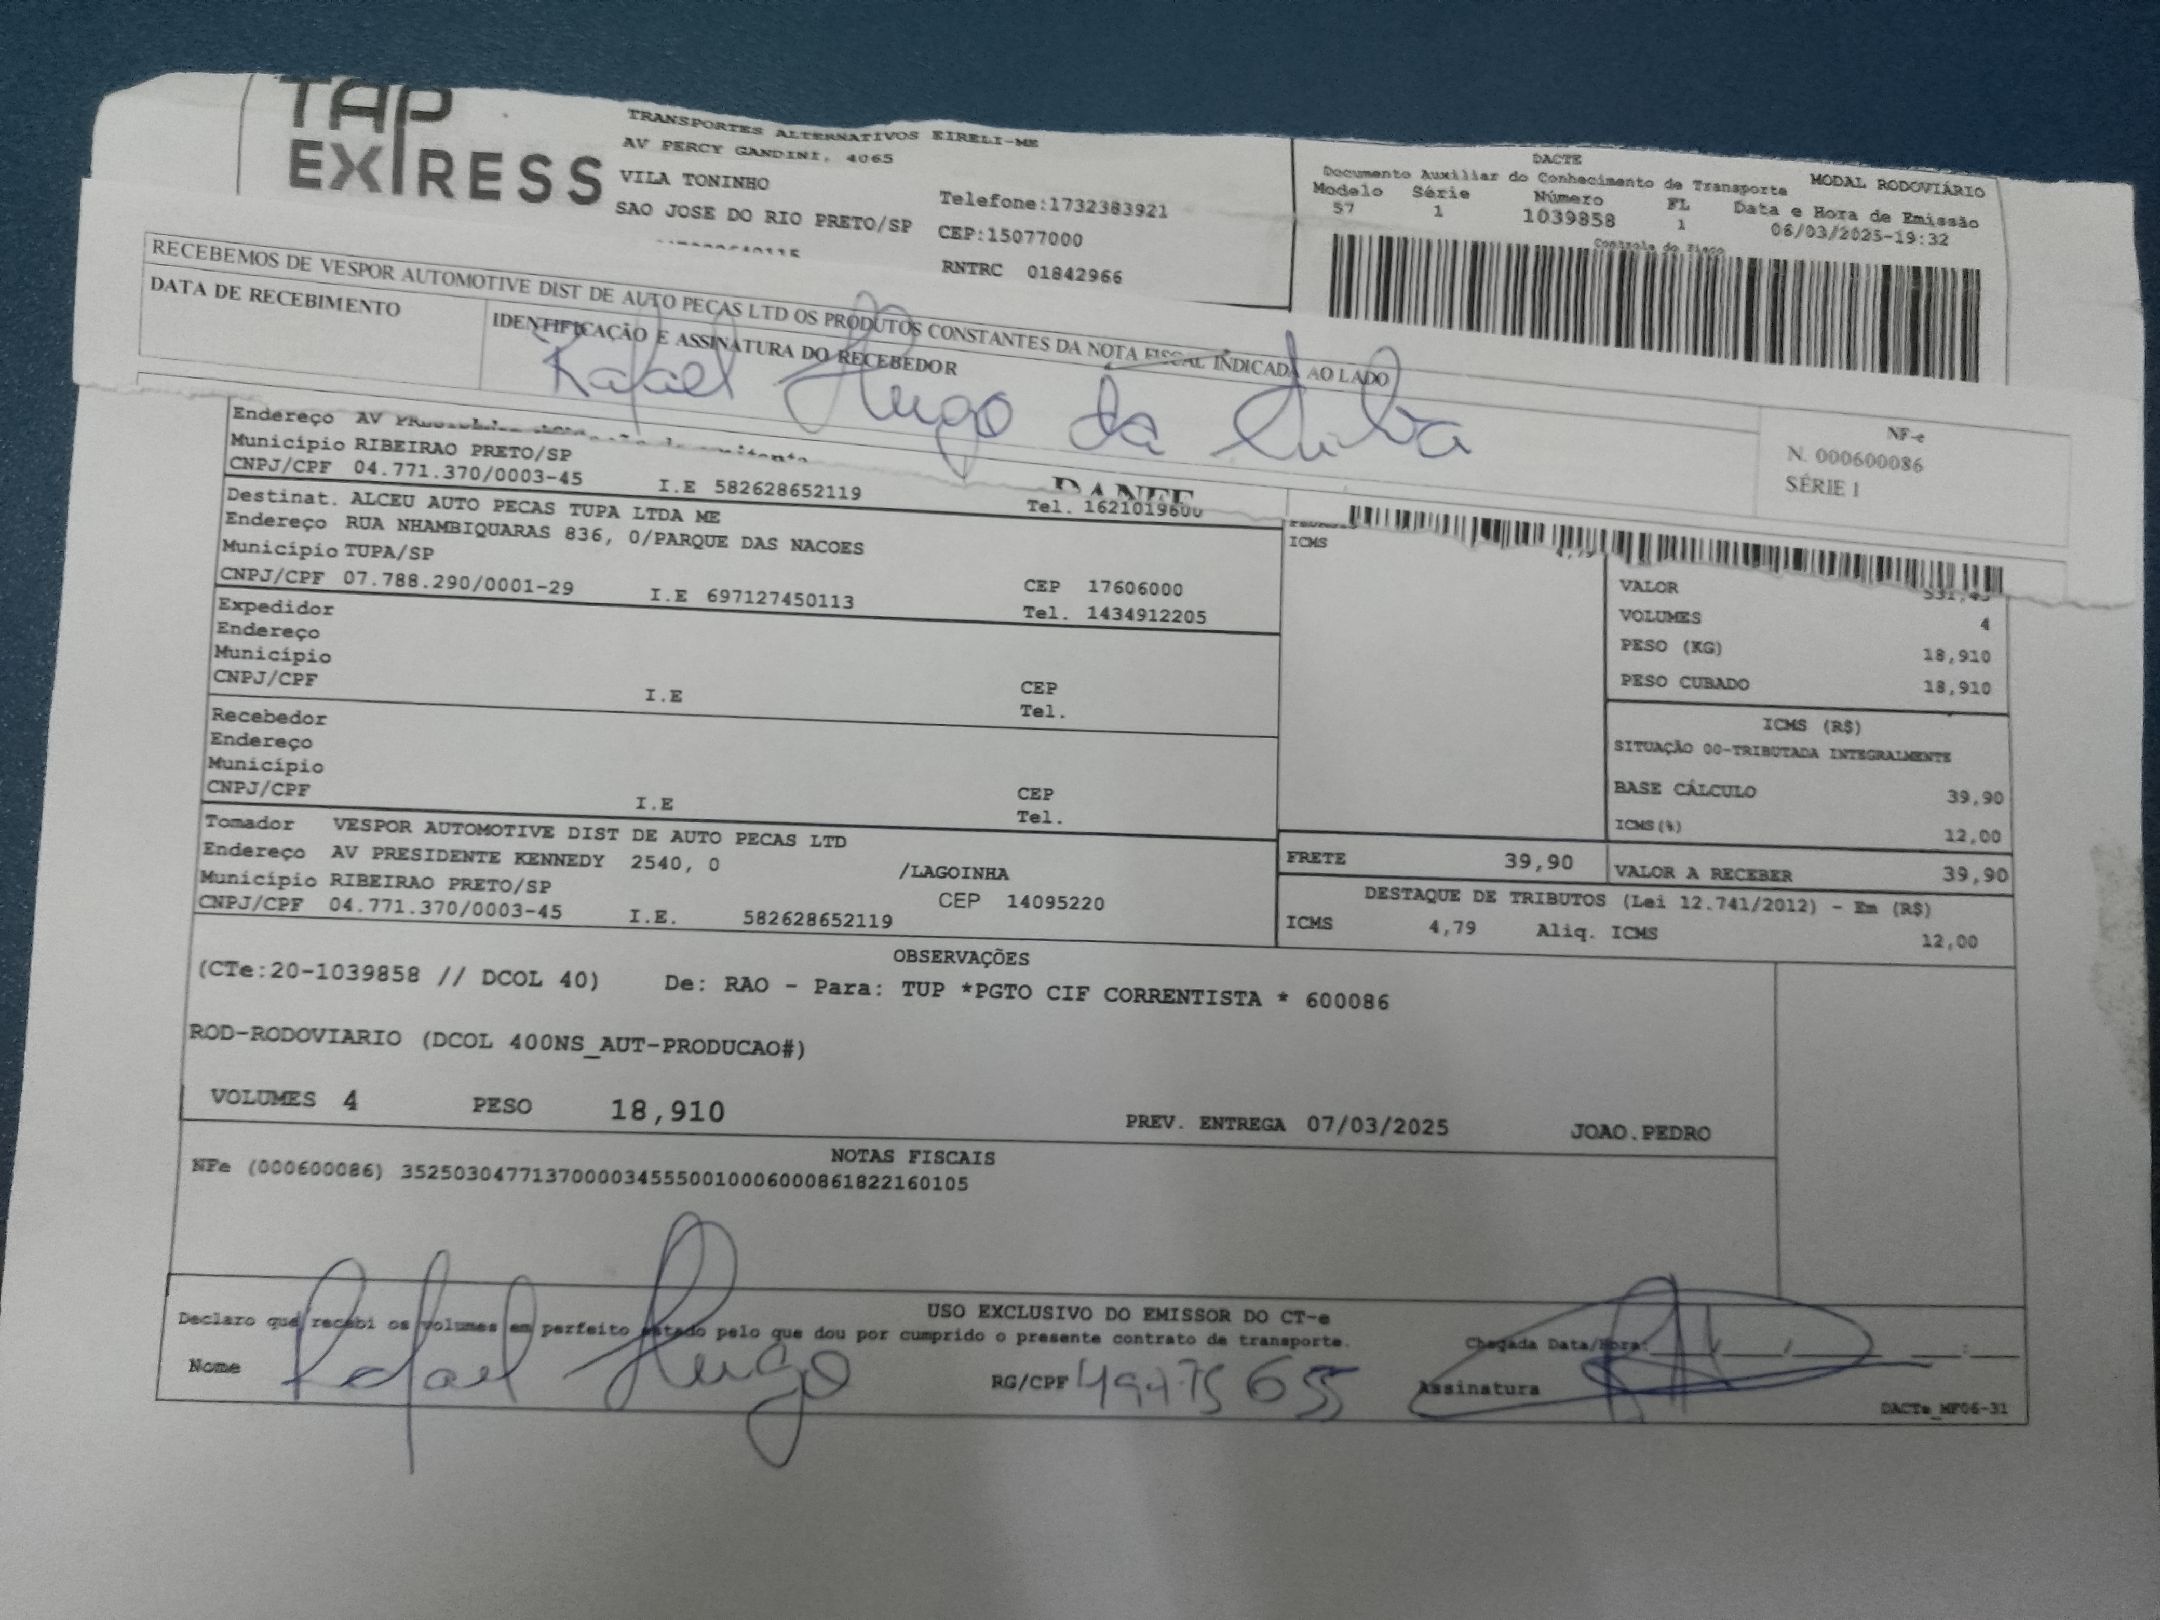 TAP
EXPRESS
TRANSPORTES ALTERNATIVOS EIRELI-ME
AV PERCY GANDINI, 4065
VILA TONINHO
SAO JOSE DO RIO PRETO/SP
Telefone:1732383921
CEP:15077000
RNTRC 01842966
DACTE
Documento Auxiliar do Conhecimento de Transporte
MODAL RODOVIÁRIO
Modelo Série Número FL Data e Hora de Emissão
57 1 1039858 1 06/03/2025-19:32
Controle do Fisco
RECEBEMOS DE VESPOR AUTOMOTIVE DIST DE AUTO PEÇAS LTD OS PRODUTOS CONSTANTES DA NOTA FISCAL INDICADA AO LADO
DATA DE RECEBIMENTO
IDENTIFICAÇÃO E ASSINATURA DO RECEBEDOR
Rafael Hugo da Silva
NF-e
N. 000600086
SÉRIE 1
DANFE
Endereço AV
Município RIBEIRAO PRETO/SP
CNPJ/CPF 04.771.370/0003-45 I.E 582628652119 Tel. 1621019600
Destinat. ALCEU AUTO PECAS TUPA LTDA ME
Endereço RUA NHAMBIQUARAS 836, 0/PARQUE DAS NACOES
Município TUPA/SP CEP 17606000
CNPJ/CPF 07.788.290/0001-29 I.E 697127450113 Tel. 1434912205
Expedidor
Endereço
Município CEP
CNPJ/CPF I.E Tel.
Recebedor
Endereço
Município CEP
CNPJ/CPF I.E Tel.
Tomador VESPOR AUTOMOTIVE DIST DE AUTO PECAS LTD
Endereço AV PRESIDENTE KENNEDY 2540, 0 /LAGOINHA
Município RIBEIRAO PRETO/SP CEP 14095220
CNPJ/CPF 04.771.370/0003-45 I.E. 582628652119
ICMS
VALOR
VOLUMES 4
PESO (KG) 18,910
PESO CUBADO 18,910
ICMS (R$)
SITUAÇÃO 00-TRIBUTADA INTEGRALMENTE
BASE CÁLCULO 39,90
ICMS(%) 12,00
FRETE 39,90 VALOR A RECEBER 39,90
DESTAQUE DE TRIBUTOS (Lei 12.741/2012) - Em (R$)
ICMS 4,79 Aliq. ICMS 12,00
OBSERVAÇÕES
(CTe:20-1039858 // DCOL 40) De: RAO - Para: TUP *PGTO CIF CORRENTISTA * 600086
ROD-RODOVIARIO (DCOL 400NS_AUT-PRODUCAO#)
VOLUMES 4 PESO 18,910 PREV. ENTREGA 07/03/2025 JOAO.PEDRO
NOTAS FISCAIS
NFe (000600086) 35250304771370000345550010006000861822160105
USO EXCLUSIVO DO EMISSOR DO CT-e
Declaro que recebi os volumes em perfeito estado pelo que dou por cumprido o presente contrato de transporte.
Chegada Data/Hora:
Nome Rafael Hugo RG/CPF Assinatura
DACTe_MF06-31